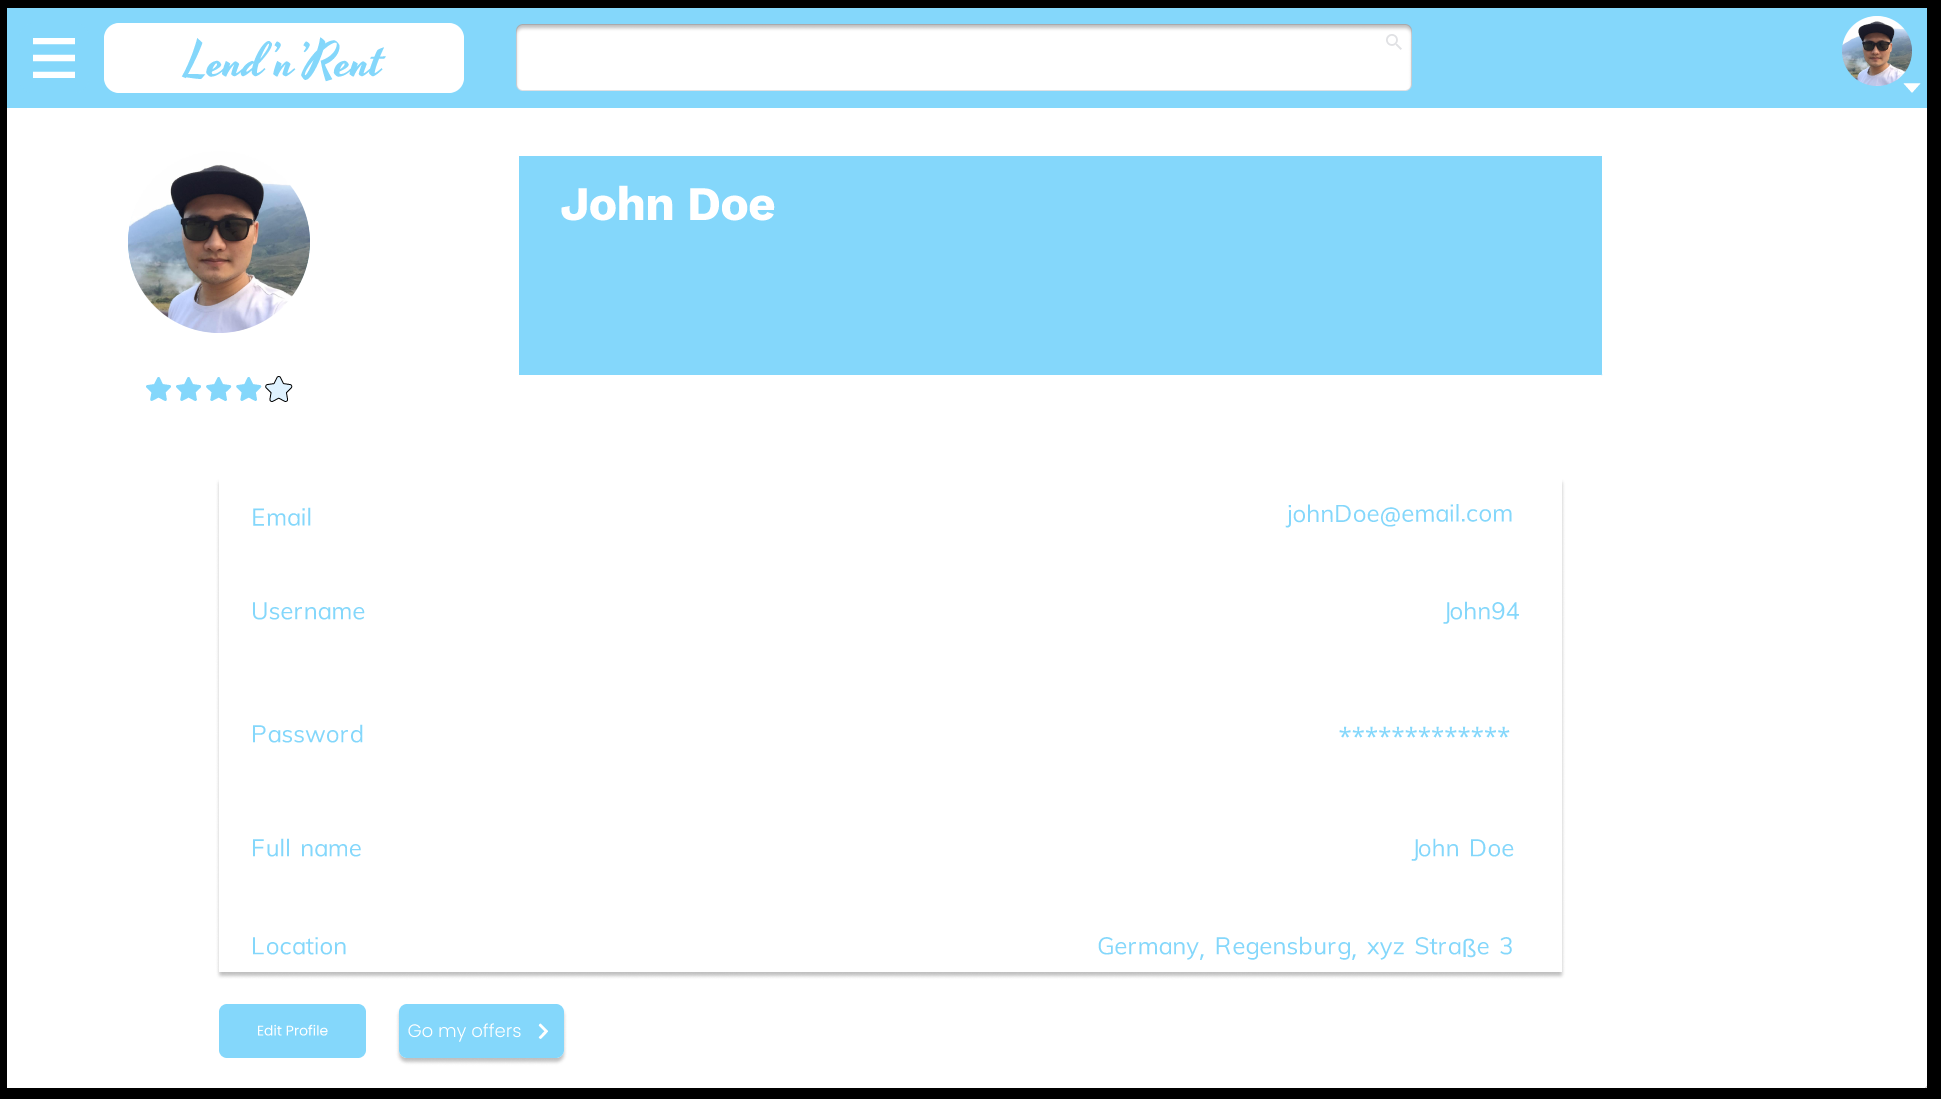 Lend'n'Rent
John Doe
Email
johnDoe@email.com
Username
John94
Password
*************
Full name
John Doe
Location
Germany, Regensburg, xyz Straße 3
Edit Profile
Go my offers